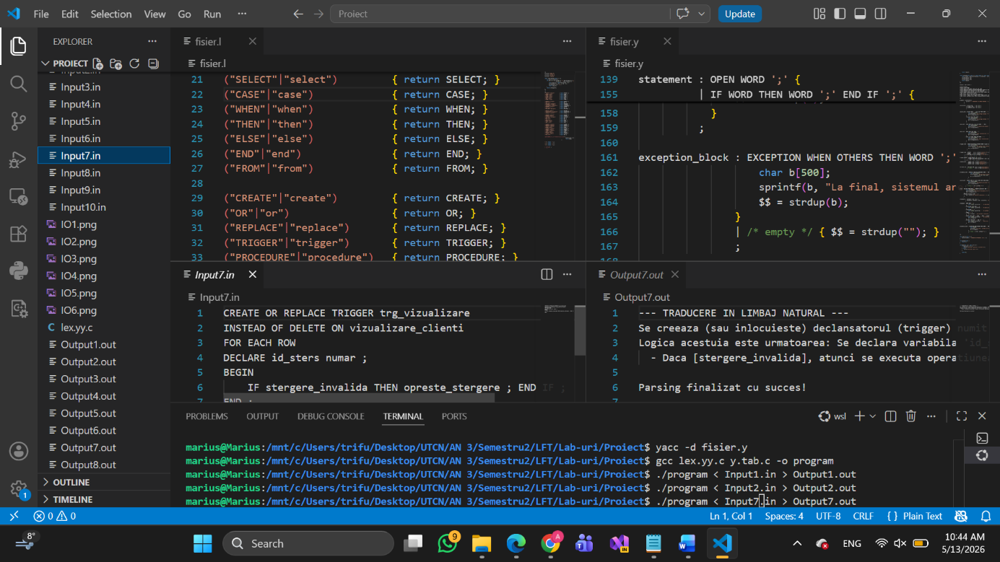 File Edit Selection View Go Run ··· Proiect Update
EXPLORER ···
PROIECT
Input3.in
Input4.in
Input5.in
Input6.in
Input7.in
Input8.in
Input9.in
Input10.in
IO1.png
IO2.png
IO3.png
IO4.png
IO5.png
IO6.png
lex.yy.c
Output1.out
Output2.out
Output3.out
Output4.out
Output5.out
Output6.out
Output7.out
Output8.out
OUTLINE
TIMELINE
fisier.l
fisier.l
21 ("SELECT"|"select") { return SELECT; }
22 ("CASE"|"case") { return CASE; }
23 ("WHEN"|"when") { return WHEN; }
24 ("THEN"|"then") { return THEN; }
25 ("ELSE"|"else") { return ELSE; }
26 ("END"|"end") { return END; }
27 ("FROM"|"from") { return FROM; }
28
29 ("CREATE"|"create") { return CREATE; }
30 ("OR"|"or") { return OR; }
31 ("REPLACE"|"replace") { return REPLACE; }
32 ("TRIGGER"|"trigger") { return TRIGGER; }
33 ("PROCEDURE"|"procedure") { return PROCEDURE; }
fisier.y
fisier.y
139 statement : OPEN WORD ';' {
155 | IF WORD THEN WORD ';' END IF ';' {
158 }
159 ;
160
161 exception_block : EXCEPTION WHEN OTHERS THEN WORD ';'
162 char b[500];
163 sprintf(b, "La final, sistemul ar
164 $$ = strdup(b);
165 }
166 | /* empty */ { $$ = strdup(""); }
167 ;
168
Input7.in
Input7.in
1 CREATE OR REPLACE TRIGGER trg_vizualizare
2 INSTEAD OF DELETE ON vizualizare_clienti
3 FOR EACH ROW
4 DECLARE id_sters numar ;
5 BEGIN
6 IF stergere_invalida THEN opreste_stergere ; END IF ;
7 END ;
Output7.out
Output7.out
1 --- TRADUCERE IN LIMBAJ NATURAL ---
2 Se creeaza (sau inlocuieste) declansatorul (trigger) numit
3 Logica acestuia este urmatoarea: Se declara variabila 'id_s
4 - Daca [stergere_invalida], atunci se executa operatiunea
5
6 Parsing finalizat cu succes!
7
PROBLEMS OUTPUT DEBUG CONSOLE TERMINAL PORTS wsl
marius@Marius:/mnt/c/Users/trifu/Desktop/UTCN/AN 3/Semestru2/LFT/Lab-uri/Proiect$ yacc -d fisier.y
marius@Marius:/mnt/c/Users/trifu/Desktop/UTCN/AN 3/Semestru2/LFT/Lab-uri/Proiect$ gcc lex.yy.c y.tab.c -o program
marius@Marius:/mnt/c/Users/trifu/Desktop/UTCN/AN 3/Semestru2/LFT/Lab-uri/Proiect$ ./program < Input1.in > Output1.out
marius@Marius:/mnt/c/Users/trifu/Desktop/UTCN/AN 3/Semestru2/LFT/Lab-uri/Proiect$ ./program < Input2.in > Output2.out
marius@Marius:/mnt/c/Users/trifu/Desktop/UTCN/AN 3/Semestru2/LFT/Lab-uri/Proiect$ ./program < Input7.in > Output7.out
1
0 0 Ln 1, Col 1 Spaces: 4 UTF-8 CRLF { } Plain Text
8° Search 9 A ENG 10:44 AM
5/13/2026